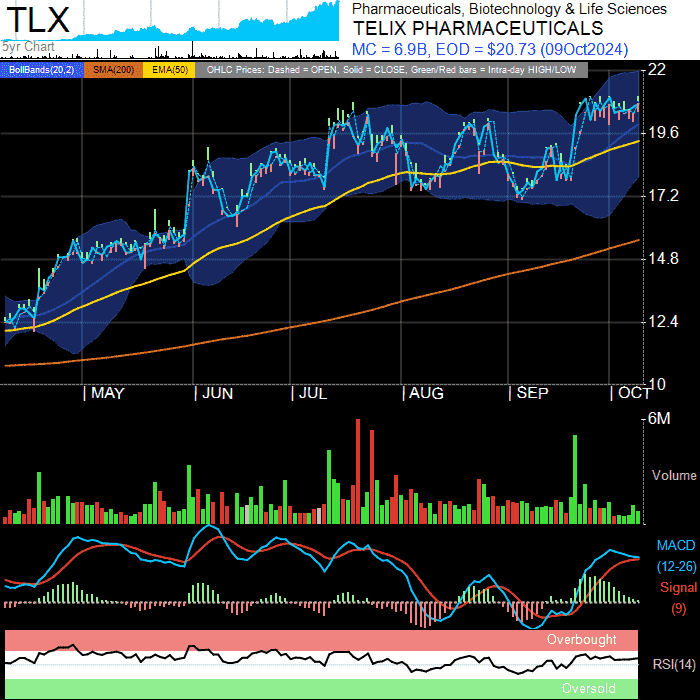 TLX
5yr Chart
Pharmaceuticals, Biotechnology & Life Sciences
TELIX PHARMACEUTICALS
MC = 6.9B, EOD = $20.73 (09Oct2024)
BollBands(20,2) SMA(200) EMA(50) OHLC Prices: Dashed = OPEN, Solid = CLOSE, Green/Red bars = Intra-day HIGH/LOW
22
19.6
17.2
14.8
12.4
10
MAY JUN JUL AUG SEP OCT
6M
Volume
MACD
(12-26)
Signal
(9)
Overbought
RSI(14)
Oversold